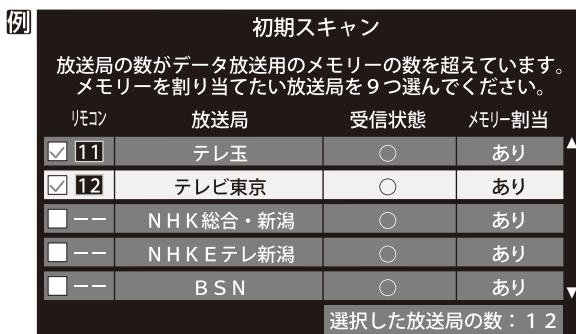 例
初期スキャン
放送局の数がデータ放送用のメモリーの数を超えています。
メモリーを割り当てたい放送局を９つ選んでください。
ﾘﾓｺﾝ 放送局 受信状態 ﾒﾓﾘｰ割当
11 テレ玉 ○ あり
12 テレビ東京 ○ あり
－－ ＮＨＫ総合・新潟 ○ あり
－－ ＮＨＫＥテレ新潟 ○ あり
－－ ＢＳＮ ○ あり
選択した放送局の数：１２